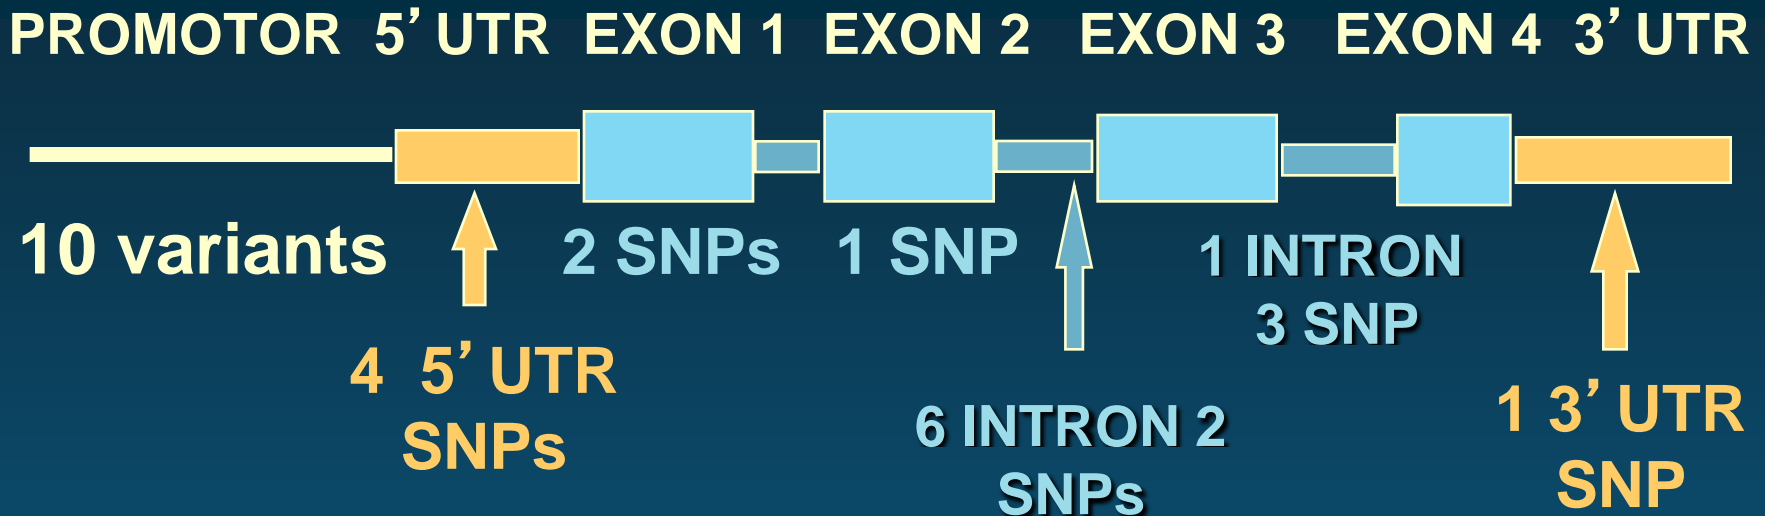 PROMOTOR 5’ UTR EXON 1 EXON 2 EXON 3 EXON 4 3’ UTR
10 variants
2 SNPs
1 SNP
1 INTRON
3 SNP
4 5’ UTR
SNPs
6 INTRON 2
SNPs
1 3’ UTR
SNP